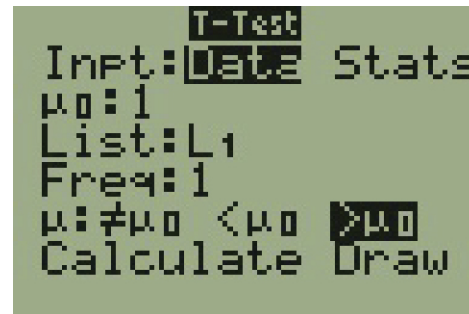 T-Test
Inpt:Data Stats
μ₀:1
List:L₁
Freq:1
μ:≠μ₀ <μ₀ >μ₀
Calculate Draw